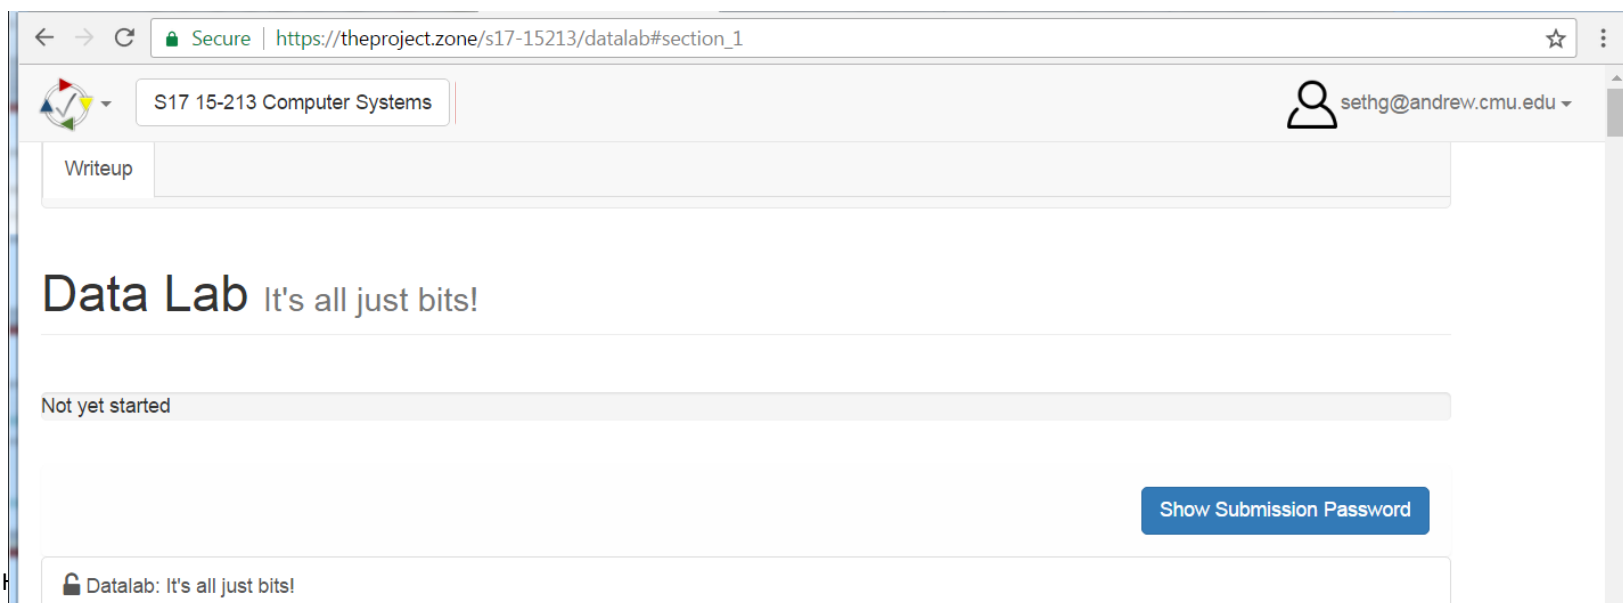 Secure | https://theproject.zone/s17-15213/datalab#section_1
S17 15-213 Computer Systems
sethg@andrew.cmu.edu
Writeup
Data Lab It's all just bits!
Not yet started
Show Submission Password
Datalab: It's all just bits!